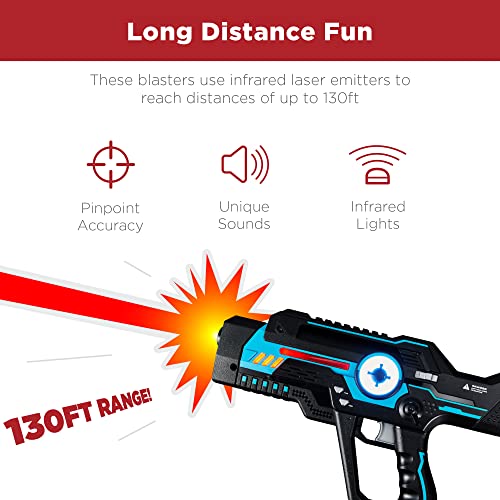 Long Distance Fun
These blasters use infrared laser emitters to
reach distances of up to 130ft
Pinpoint
Accuracy
Unique
Sounds
Infrared
Lights
130FT RANGE!